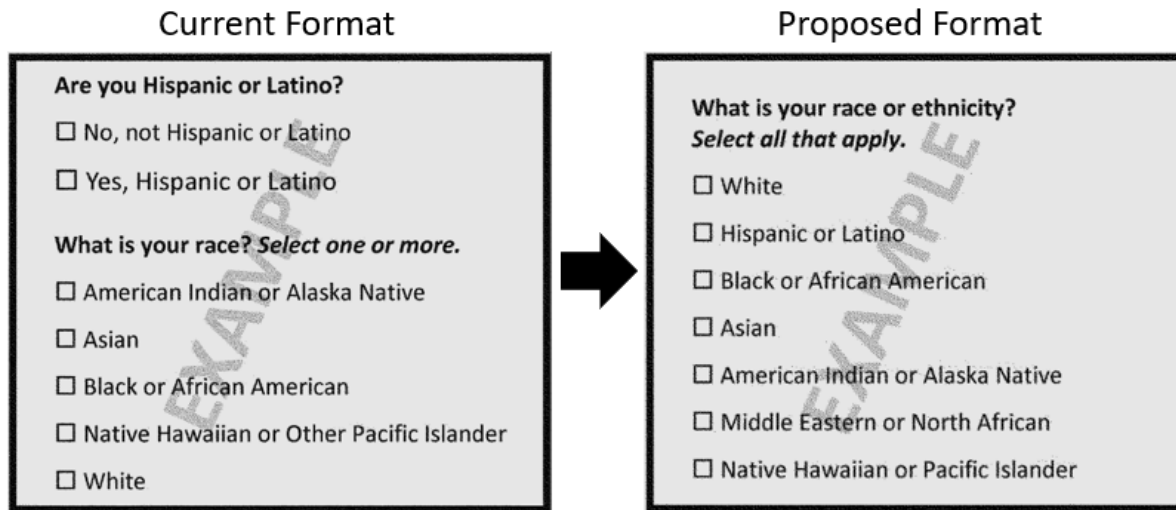 Current Format
Are you Hispanic or Latino?
No, not Hispanic or Latino
Yes, Hispanic or Latino
What is your race? Select one or more.
American Indian or Alaska Native
Asian
Black or African American
Native Hawaiian or Other Pacific Islander
White
EXAMPLE
Proposed Format
What is your race or ethnicity?
Select all that apply.
White
Hispanic or Latino
Black or African American
Asian
American Indian or Alaska Native
Middle Eastern or North African
Native Hawaiian or Pacific Islander
EXAMPLE